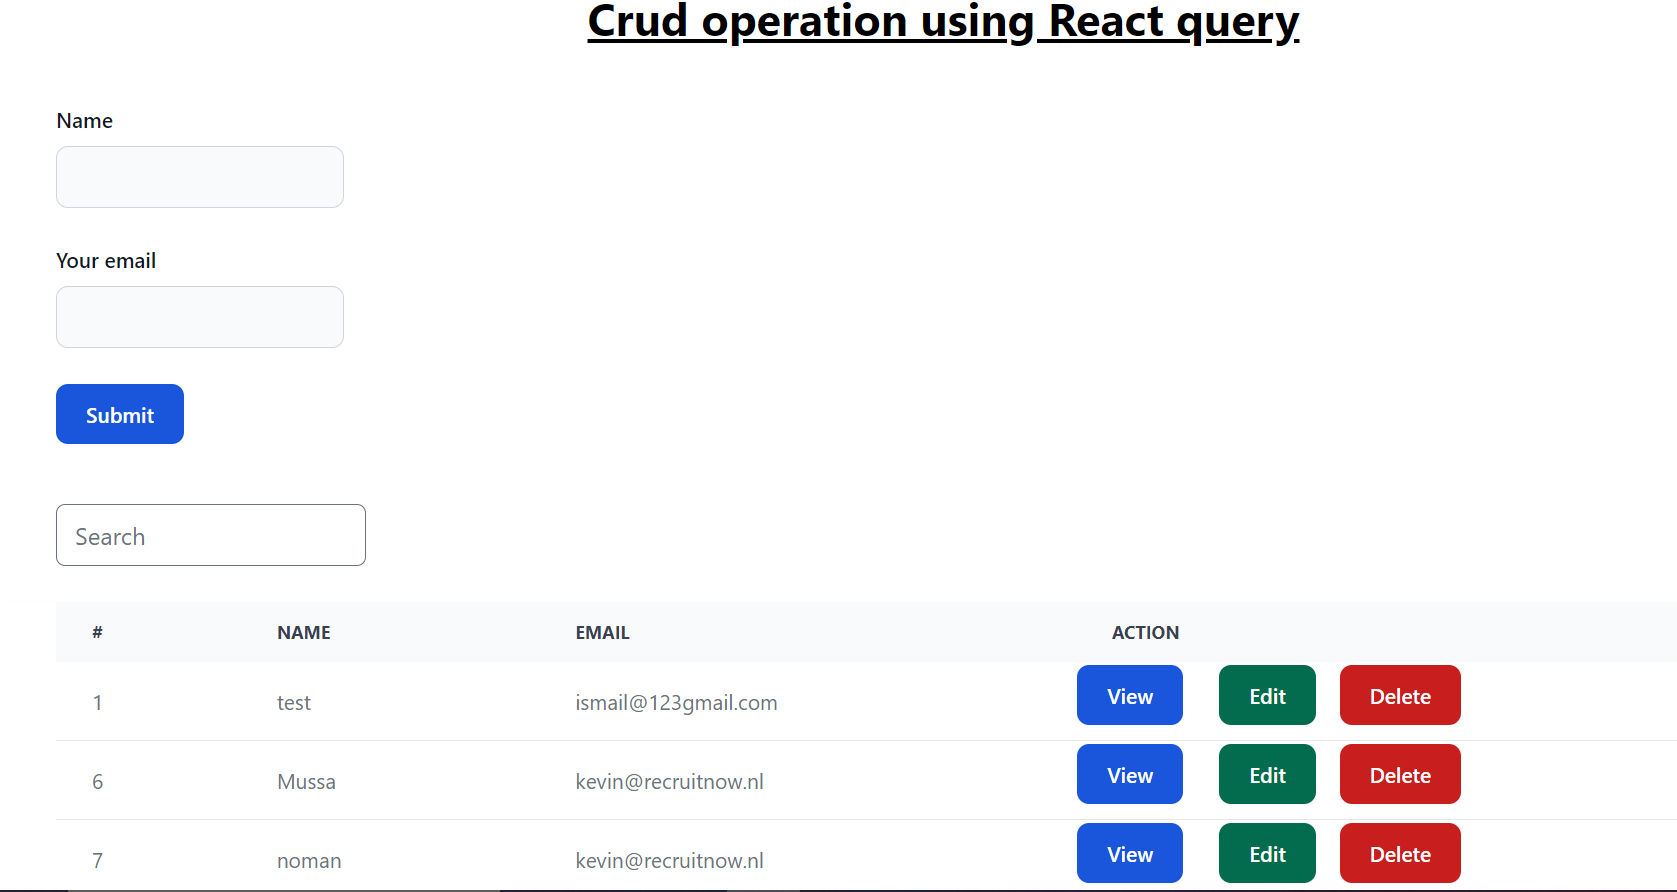 Crud operation using React query
Name
Your email
Submit
Search
# NAME EMAIL ACTION
1 test ismail@123gmail.com View Edit Delete
6 Mussa kevin@recruitnow.nl View Edit Delete
7 noman kevin@recruitnow.nl View Edit Delete